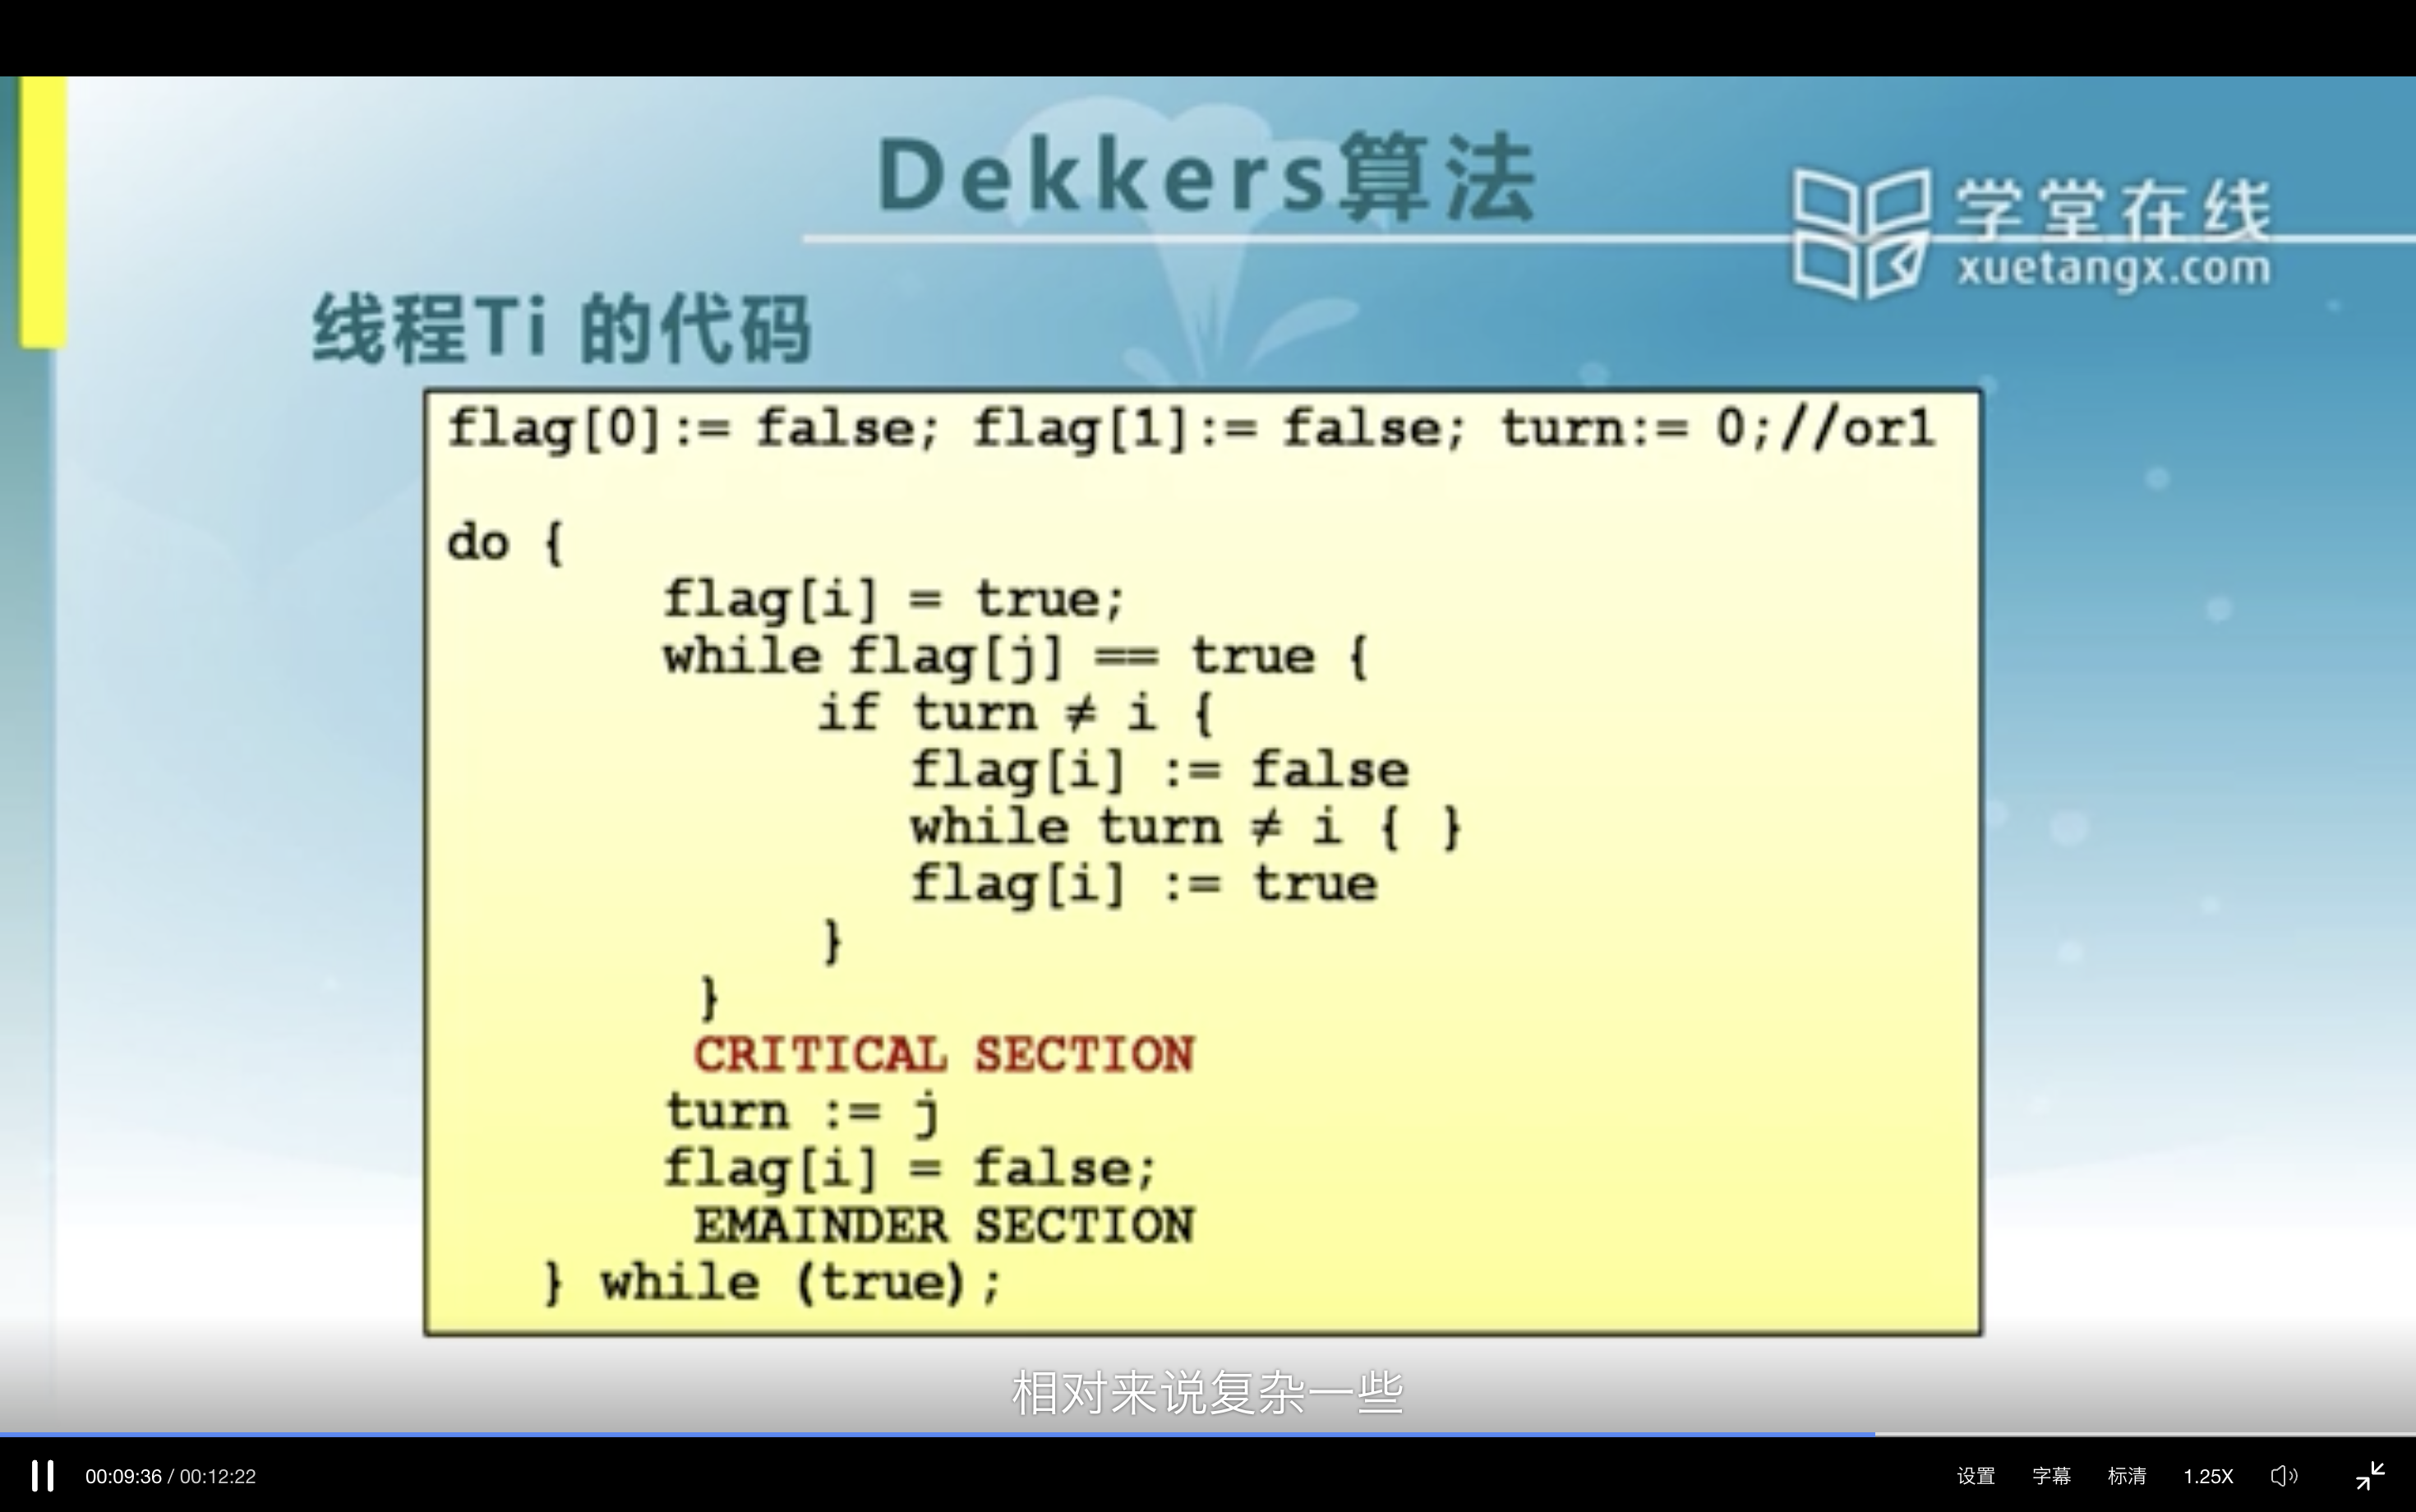 Dekkers算法
学堂在线
xuetangx.com
线程Ti 的代码
flag[0]:= false; flag[1]:= false; turn:= 0;//or1
do {
flag[i] = true;
while flag[j] == true {
if turn ≠ i {
flag[i] := false
while turn ≠ i { }
flag[i] := true
}
}
CRITICAL SECTION
turn := j
flag[i] = false;
EMAINDER SECTION
} while (true);
相对来说复杂一些
00:09:36 / 00:12:22 设置 字幕 标清 1.25X